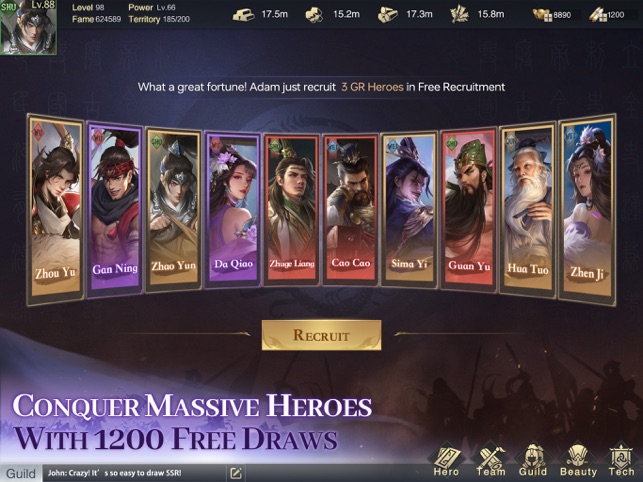 SHU
Lv.88
Level 98
Power Lv.66
Fame 624589
Territory 185/200
17.5m
15.2m
17.3m
15.8m
8890
1200
What a great fortune! Adam just recruit 3 GR Heroes in Free Recruitment
Zhou Yu
Gan Ning
Zhao Yun
Da Qiao
Zhuge Liang
Cao Cao
Sima Yi
Guan Yu
Hua Tuo
Zhen Ji
RECRUIT
CONQUER MASSIVE HEROES
WITH 1200 FREE DRAWS
Hero
Team
Guild
Beauty
Tech
Guild
John: Crazy! It's so easy to draw SSR!